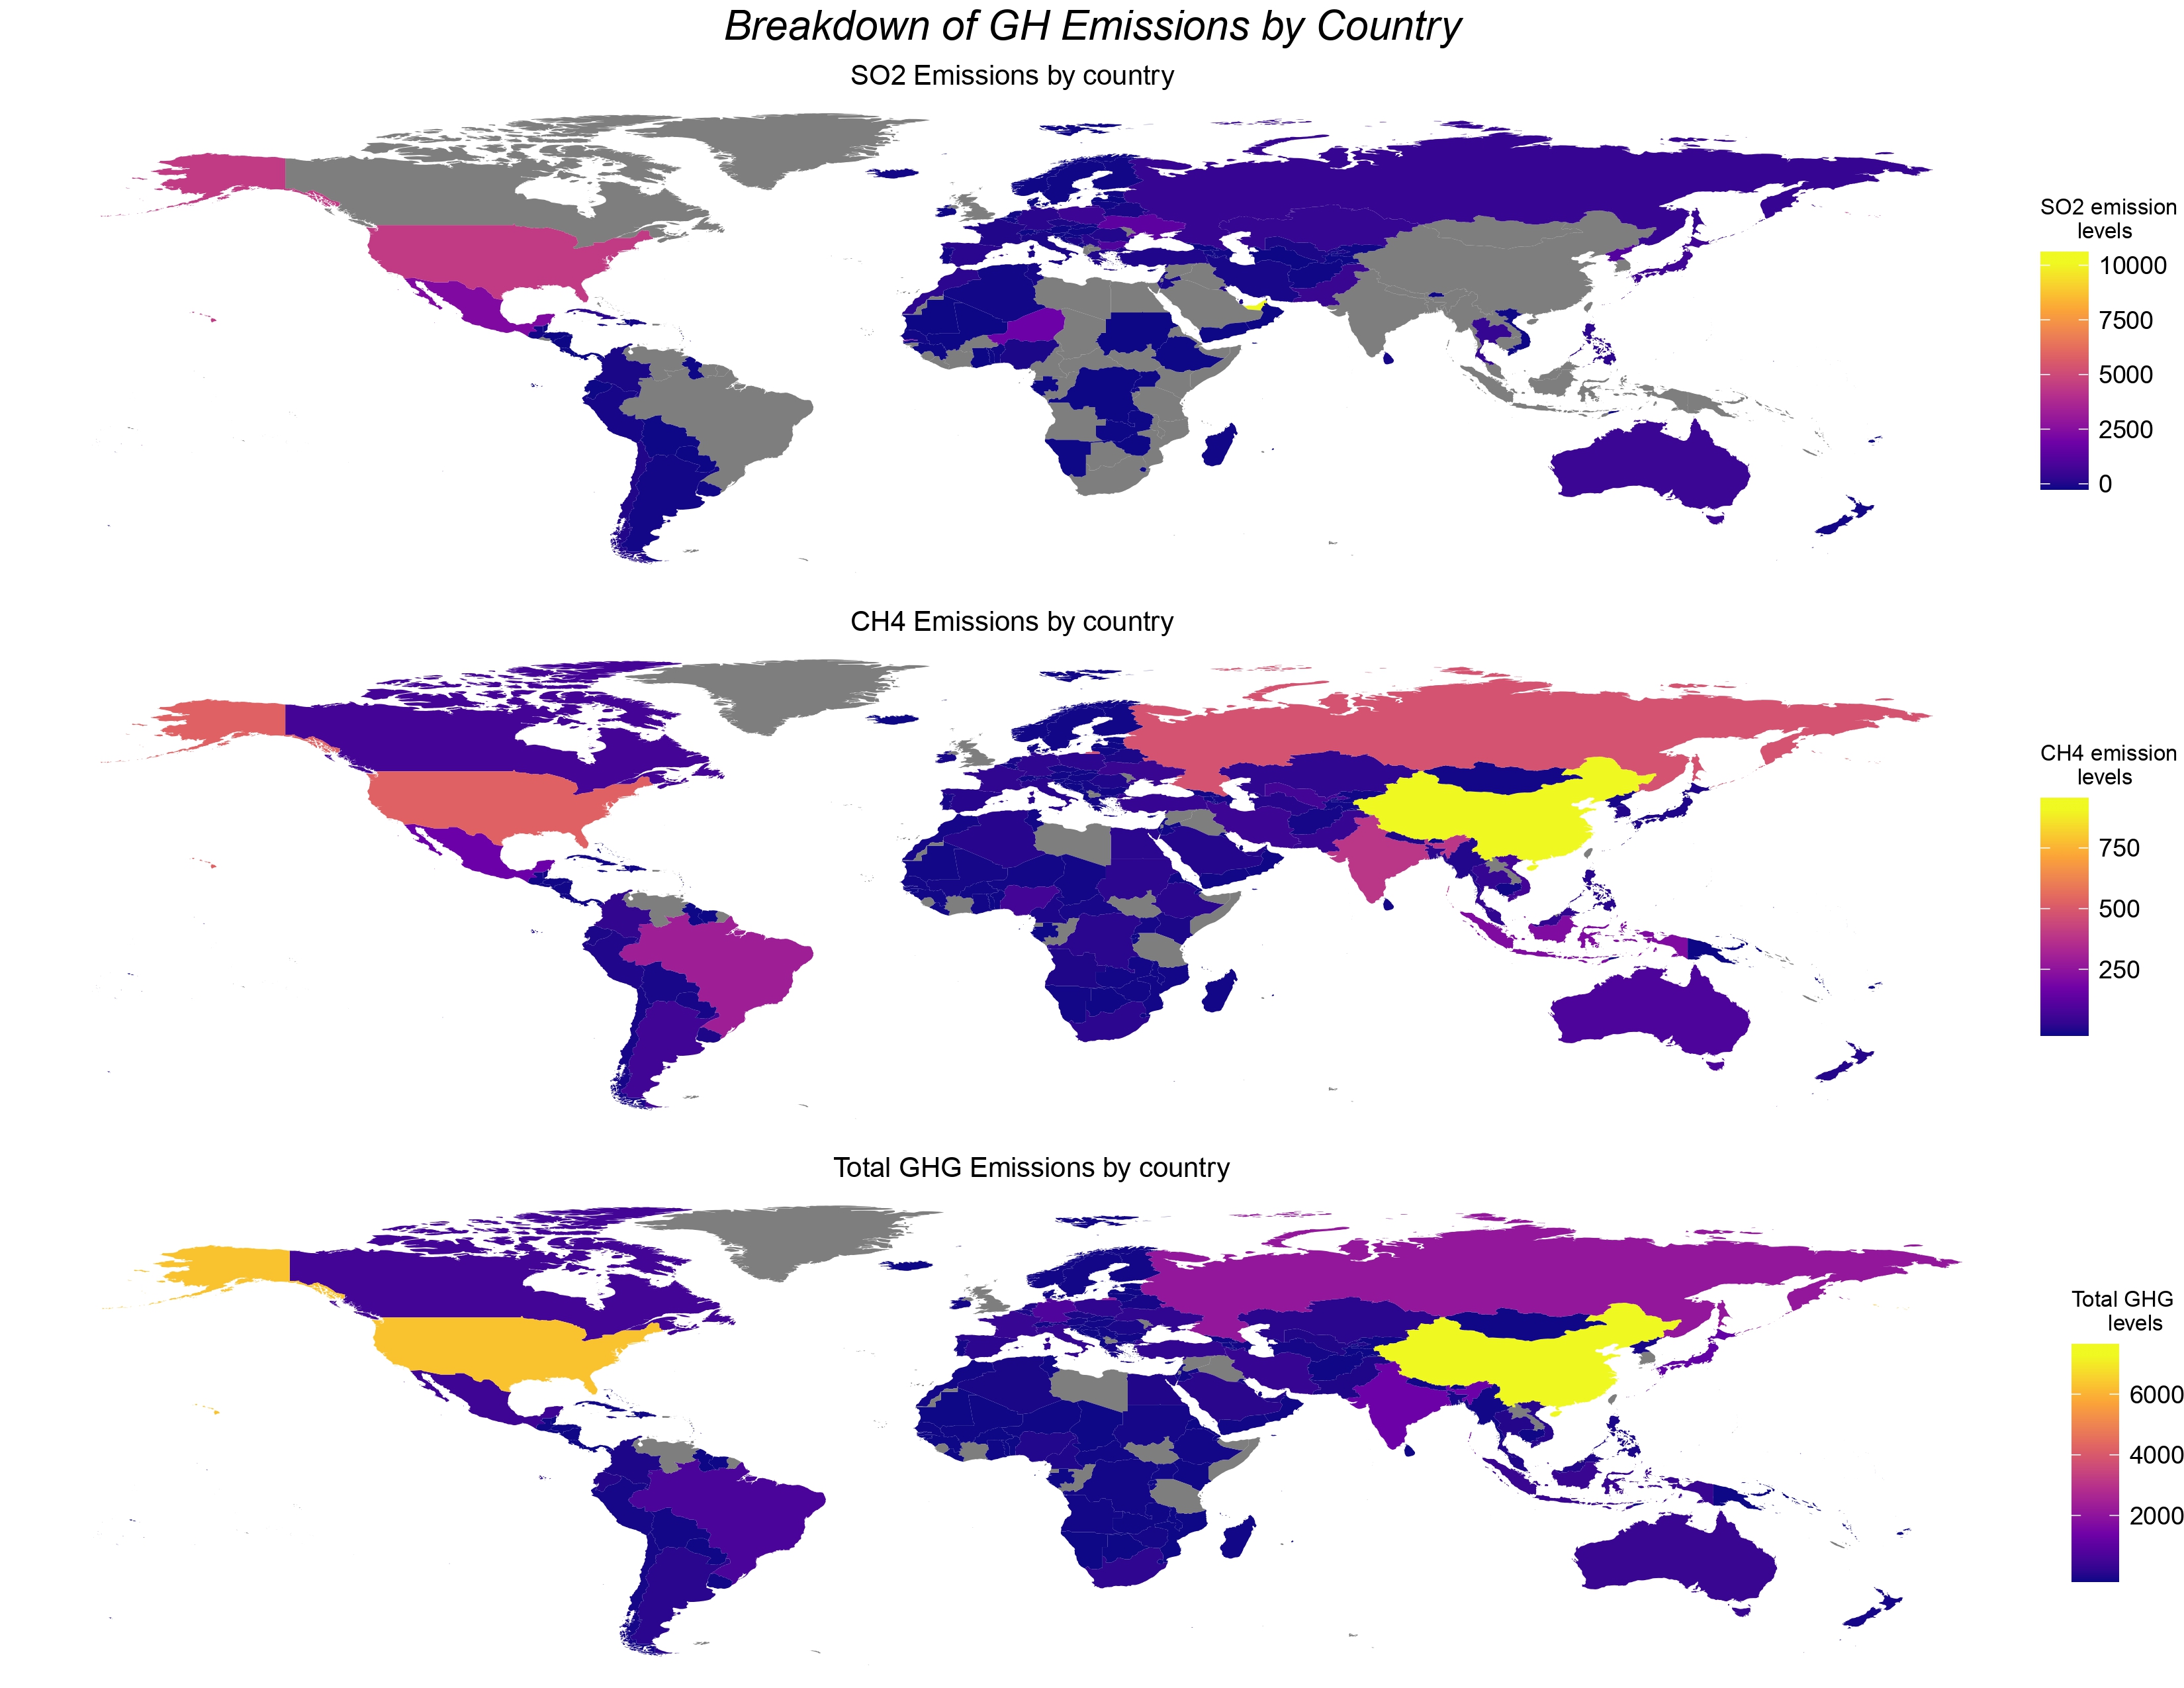 Breakdown of GH Emissions by Country
SO2 Emissions by country
SO2 emission
levels
10000
7500
5000
2500
0
CH4 Emissions by country
CH4 emission
levels
750
500
250
Total GHG Emissions by country
Total GHG
levels
6000
4000
2000